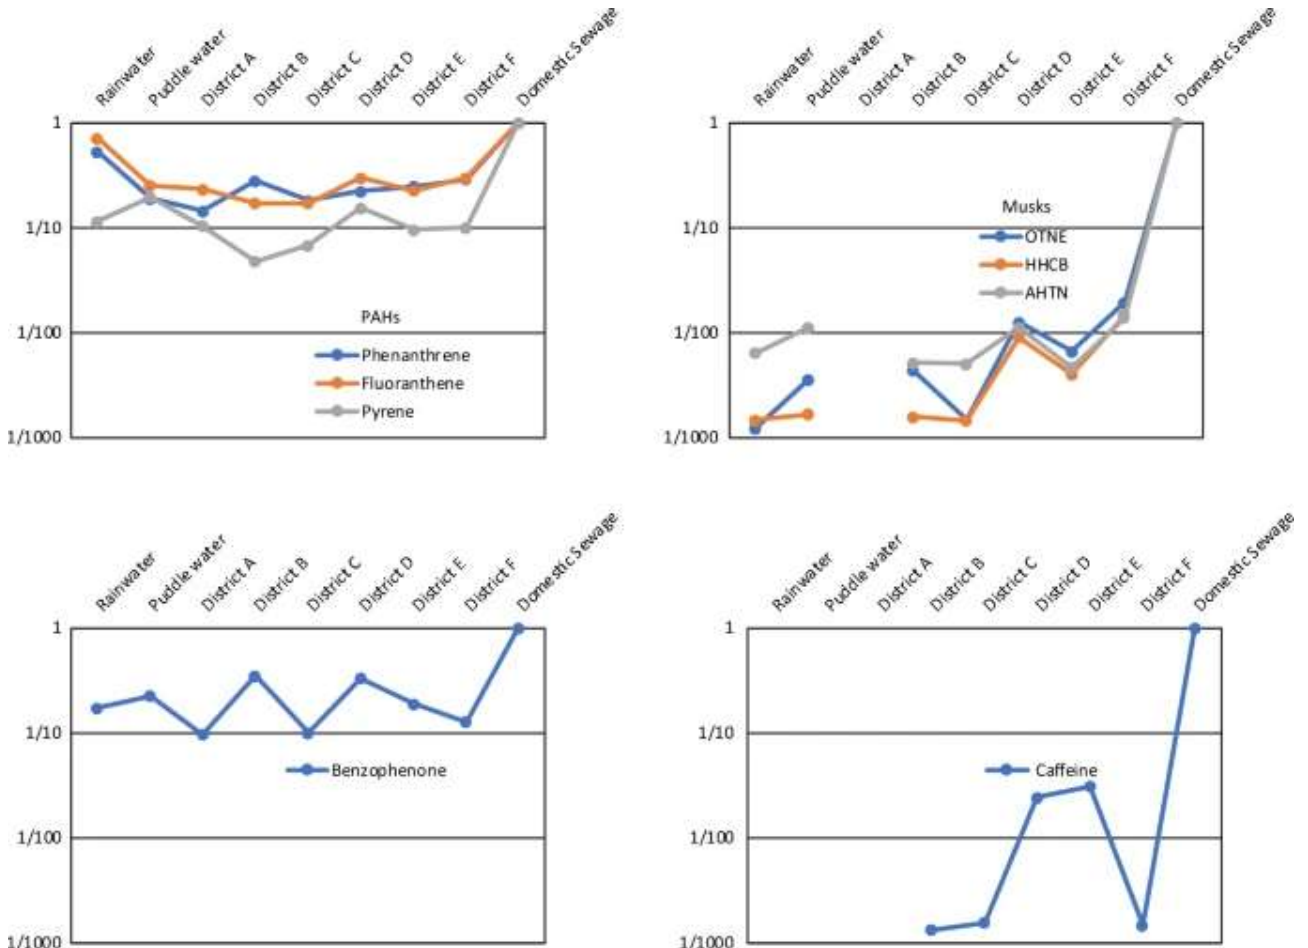 Rainwater
Puddle water
District A
District B
District C
District D
District E
District F
Domestic Sewage
1
1/10
1/100
1/1000
PAHs
Phenanthrene
Fluoranthene
Pyrene
Rainwater
Puddle water
District A
District B
District C
District D
District E
District F
Domestic Sewage
1
1/10
1/100
1/1000
Musks
OTNE
HHCB
AHTN
Rainwater
Puddle water
District A
District B
District C
District D
District E
District F
Domestic Sewage
1
1/10
1/100
1/1000
Benzophenone
Rainwater
Puddle water
District A
District B
District C
District D
District E
District F
Domestic Sewage
1
1/10
1/100
1/1000
Caffeine